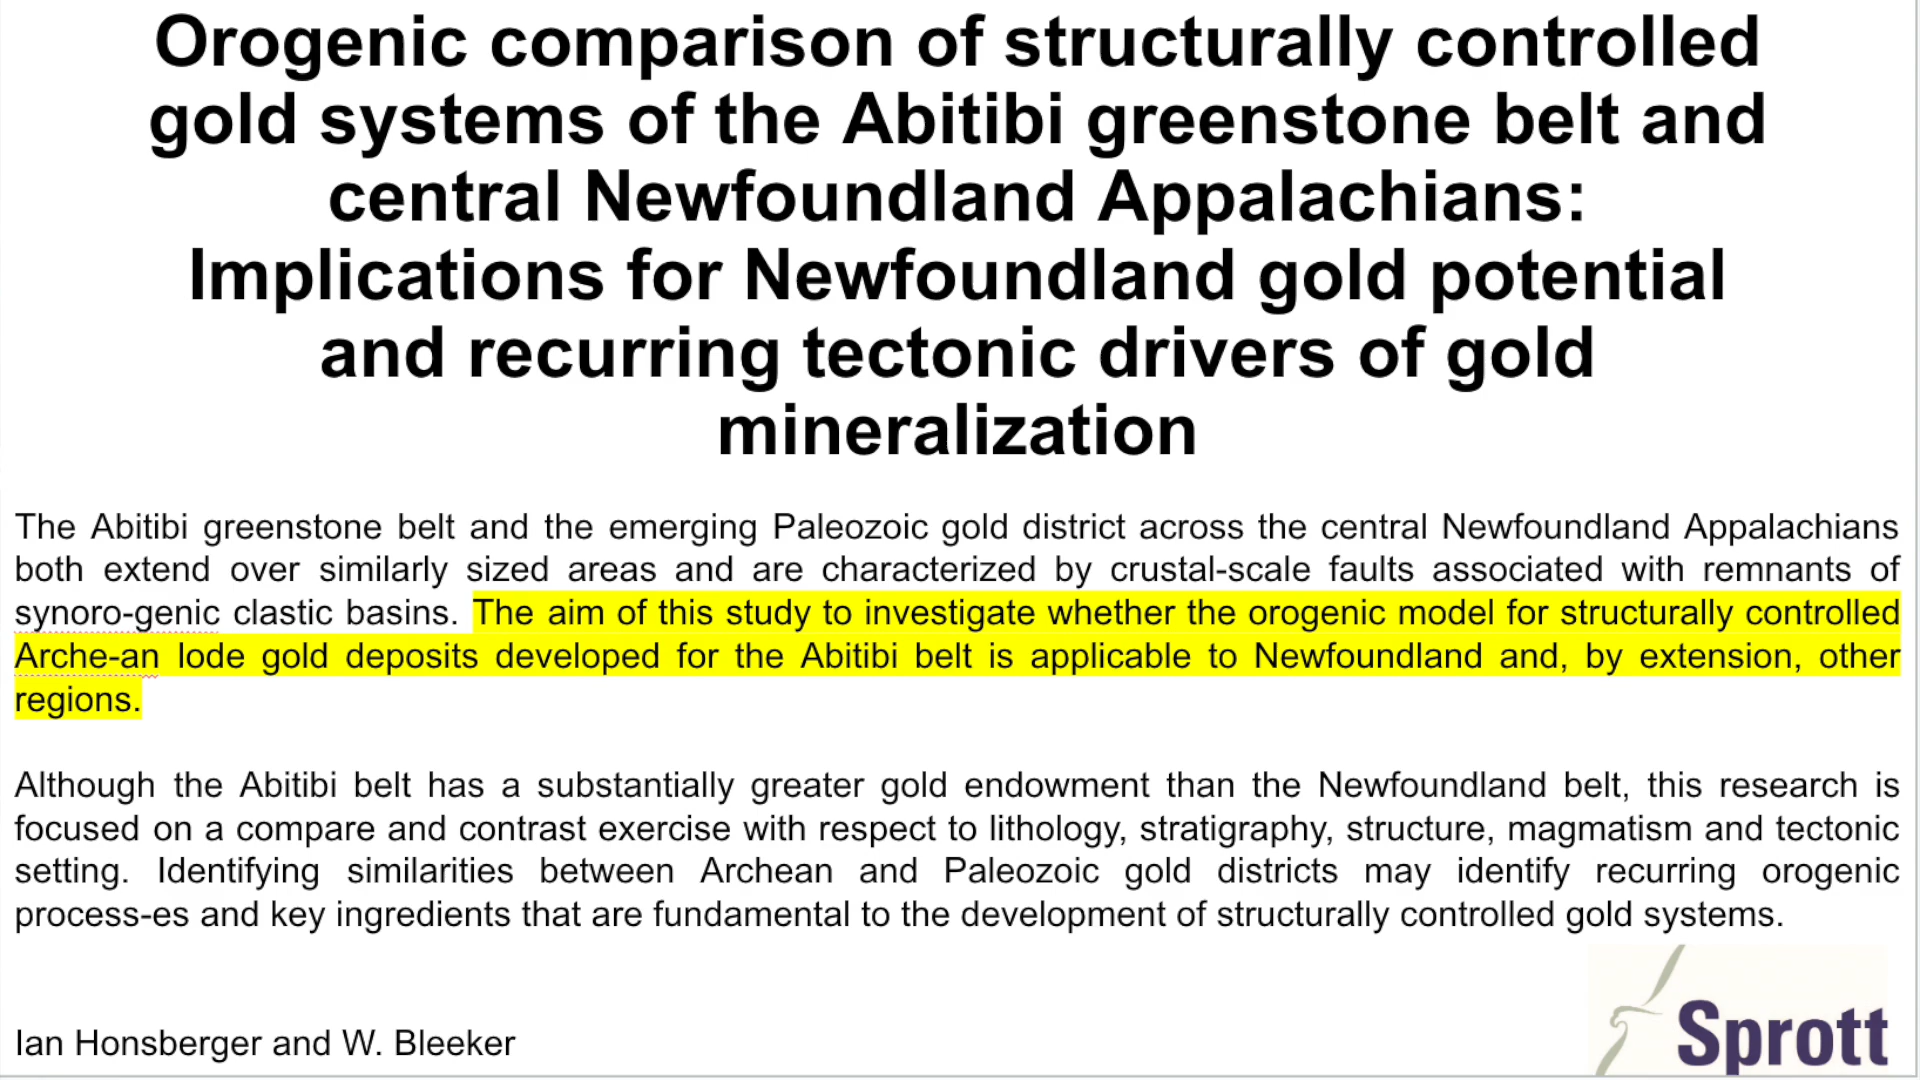 Orogenic comparison of structurally controlled
gold systems of the Abitibi greenstone belt and
central Newfoundland Appalachians:
Implications for Newfoundland gold potential
and recurring tectonic drivers of gold
mineralization
The Abitibi greenstone belt and the emerging Paleozoic gold district across the central Newfoundland Appalachians
both extend over similarly sized areas and are characterized by crustal-scale faults associated with remnants of
synoro-genic clastic basins. The aim of this study to investigate whether the orogenic model for structurally controlled
Arche-an lode gold deposits developed for the Abitibi belt is applicable to Newfoundland and, by extension, other
regions.
Although the Abitibi belt has a substantially greater gold endowment than the Newfoundland belt, this research is
focused on a compare and contrast exercise with respect to lithology, stratigraphy, structure, magmatism and tectonic
setting. Identifying similarities between Archean and Paleozoic gold districts may identify recurring orogenic
process-es and key ingredients that are fundamental to the development of structurally controlled gold systems.
Ian Honsberger and W. Bleeker
Sprott